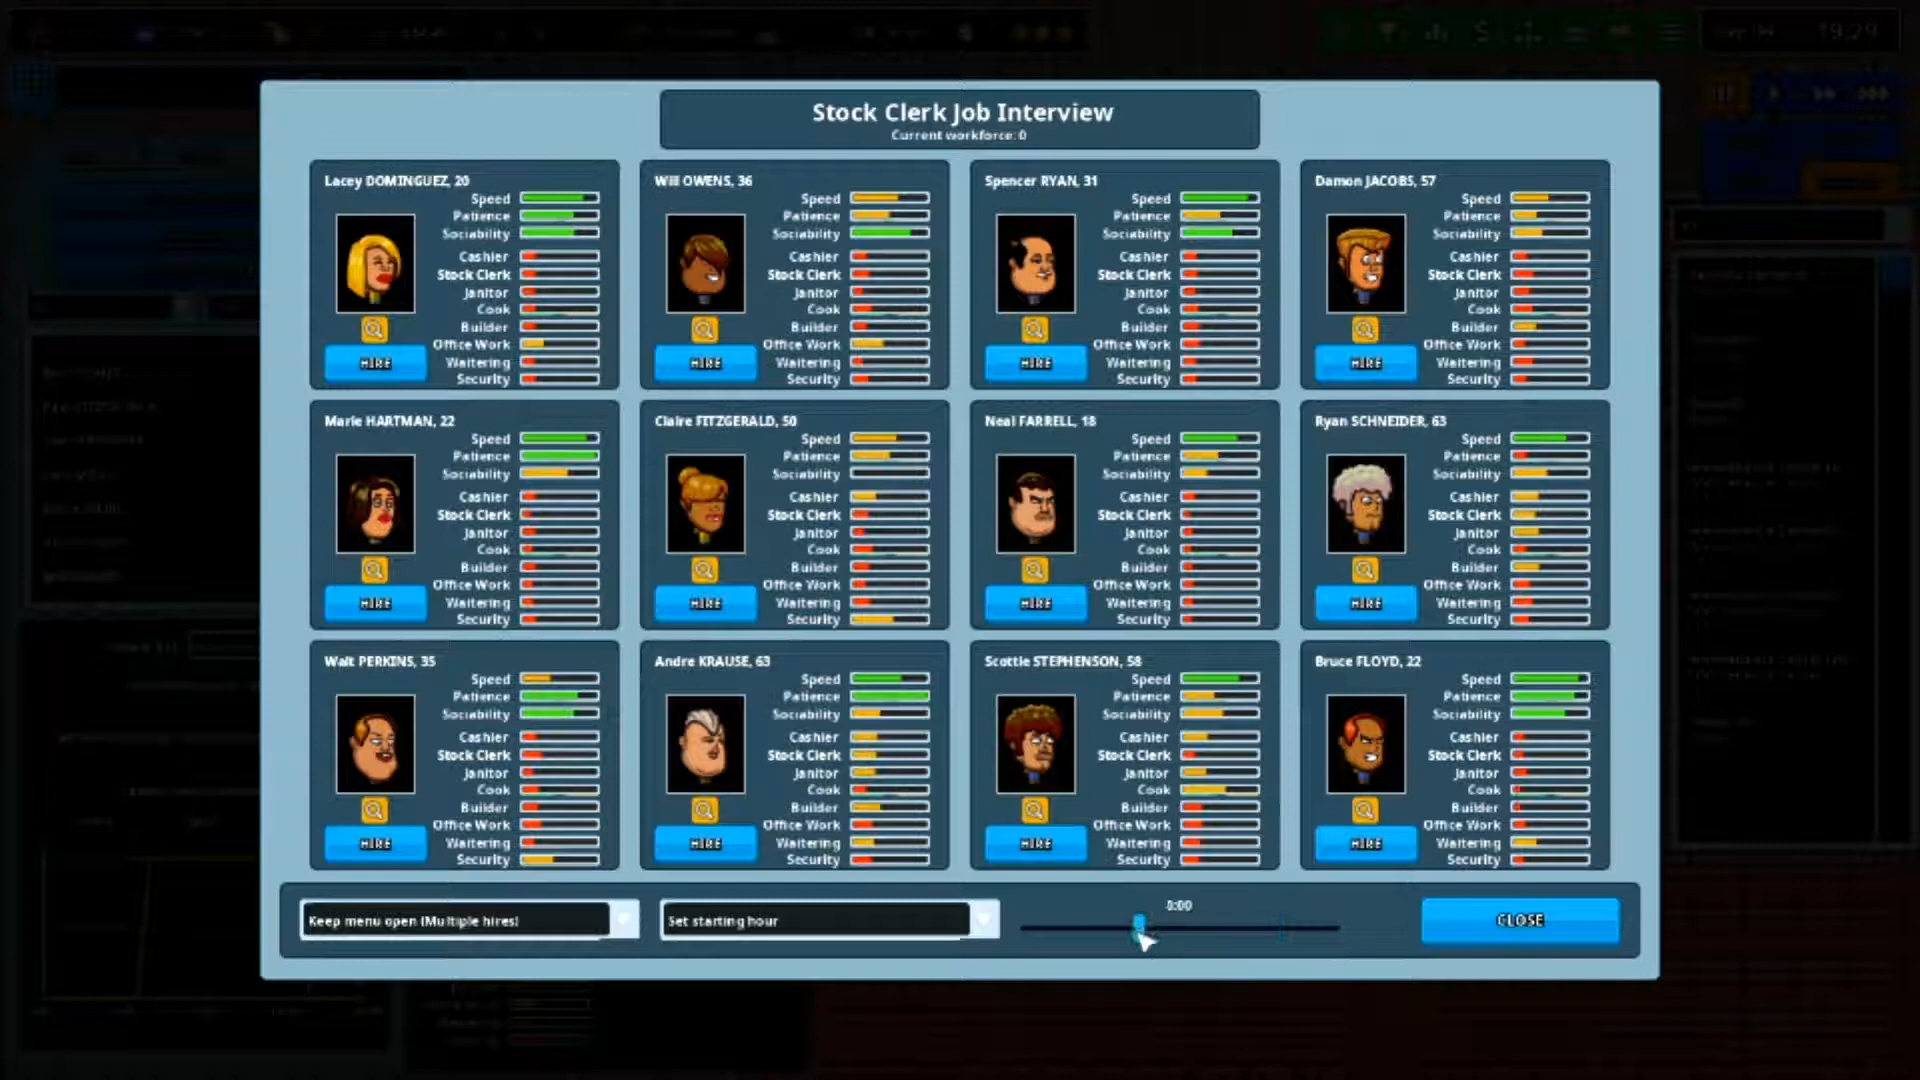 Stock Clerk Job Interview
Current workforce: 0
Lacey DOMINGUEZ, 20
Speed
Patience
Sociability
Cashier
Stock Clerk
Janitor
Cook
Builder
Office Work
Waitering
Security
HIRE
Will OWENS, 36
Speed
Patience
Sociability
Cashier
Stock Clerk
Janitor
Cook
Builder
Office Work
Waitering
Security
HIRE
Spencer RYAN, 31
Speed
Patience
Sociability
Cashier
Stock Clerk
Janitor
Cook
Builder
Office Work
Waitering
Security
HIRE
Damon JACOBS, 57
Speed
Patience
Sociability
Cashier
Stock Clerk
Janitor
Cook
Builder
Office Work
Waitering
Security
HIRE
Marie HARTMAN, 22
Speed
Patience
Sociability
Cashier
Stock Clerk
Janitor
Cook
Builder
Office Work
Waitering
Security
HIRE
Claire FITZGERALD, 50
Speed
Patience
Sociability
Cashier
Stock Clerk
Janitor
Cook
Builder
Office Work
Waitering
Security
HIRE
Neal FARRELL, 18
Speed
Patience
Sociability
Cashier
Stock Clerk
Janitor
Cook
Builder
Office Work
Waitering
Security
HIRE
Ryan SCHNEIDER, 63
Speed
Patience
Sociability
Cashier
Stock Clerk
Janitor
Cook
Builder
Office Work
Waitering
Security
HIRE
Walt PERKINS, 35
Speed
Patience
Sociability
Cashier
Stock Clerk
Janitor
Cook
Builder
Office Work
Waitering
Security
HIRE
Andre KRAUSE, 63
Speed
Patience
Sociability
Cashier
Stock Clerk
Janitor
Cook
Builder
Office Work
Waitering
Security
HIRE
Scottie STEPHENSON, 58
Speed
Patience
Sociability
Cashier
Stock Clerk
Janitor
Cook
Builder
Office Work
Waitering
Security
HIRE
Bruce FLOYD, 22
Speed
Patience
Sociability
Cashier
Stock Clerk
Janitor
Cook
Builder
Office Work
Waitering
Security
HIRE
Keep menu open (Multiple hires)
Set starting hour
8:00
CLOSE
19:29